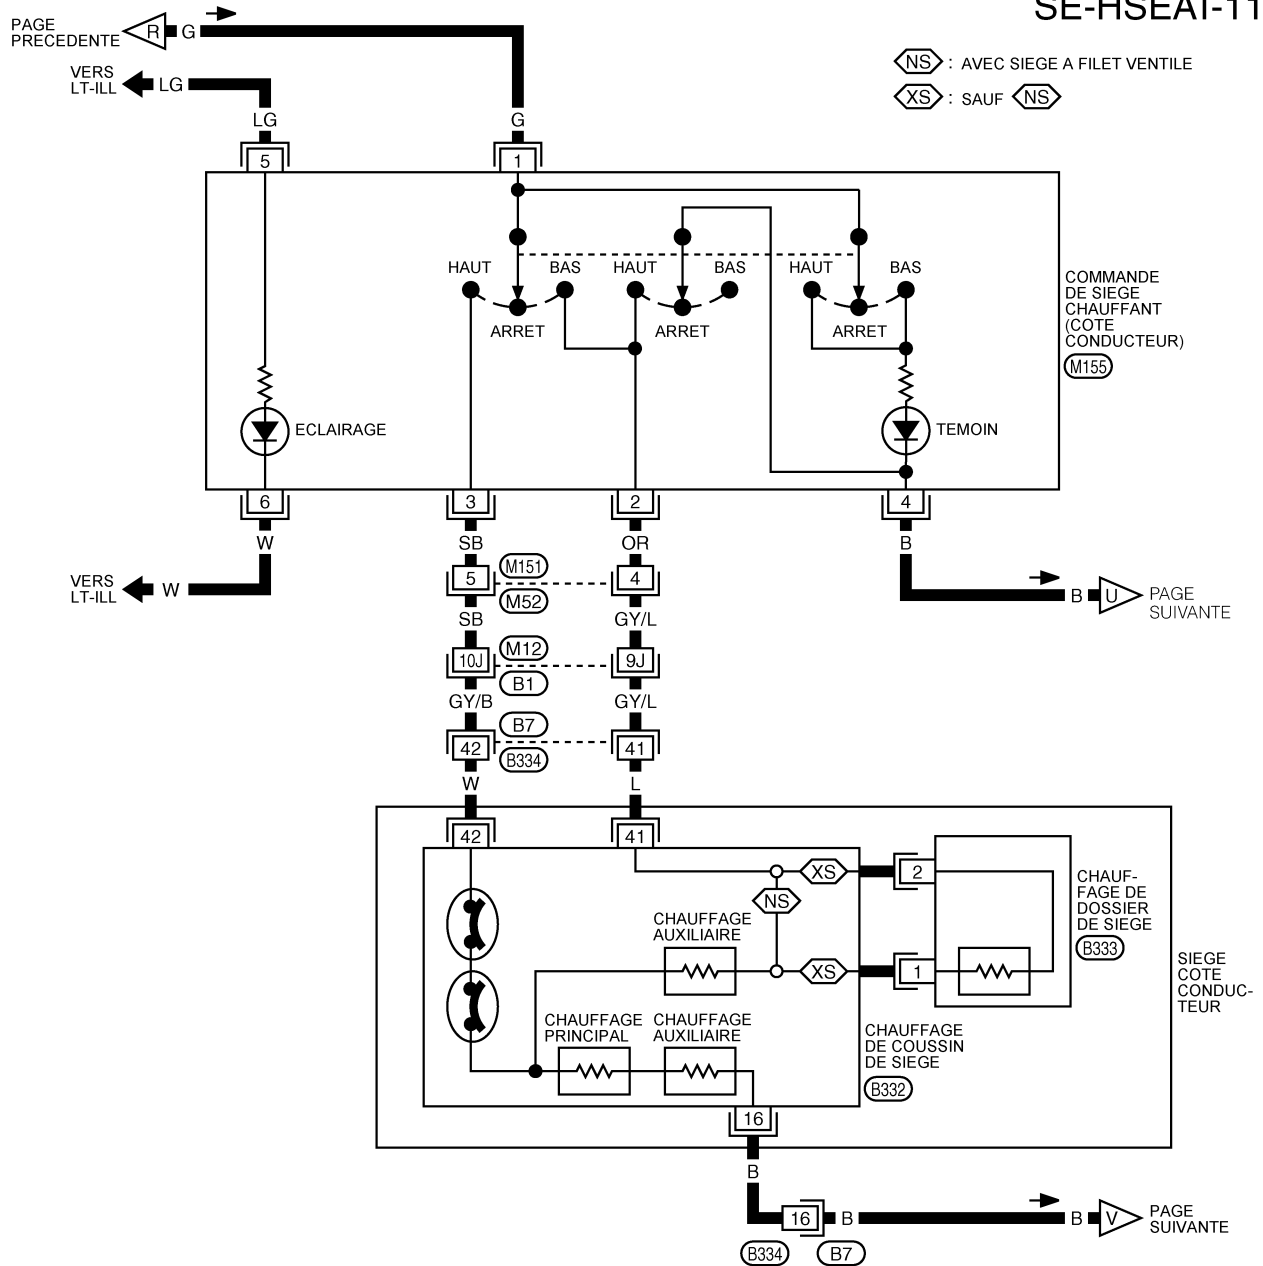 SE-HSEAT-11
PAGE
PRECEDENTE
R
G
VERS
LT-ILL
LG
NS : AVEC SIEGE A FILET VENTILE
XS : SAUF NS
LG
G
5
1
HAUT
BAS
HAUT
BAS
HAUT
BAS
ARRET
ARRET
ARRET
COMMANDE
DE SIEGE
CHAUFFANT
(COTE
CONDUCTEUR)
M155
ECLAIRAGE
TEMOIN
6
3
2
4
W
SB
OR
B
VERS
LT-ILL
W
5
M151
4
M52
B
U
PAGE
SUIVANTE
SB
GY/L
10J
M12
9J
B1
GY/B
GY/L
42
B7
41
B334
W
L
42
41
XS
2
NS
CHAUFFAGE
AUXILIAIRE
XS
1
CHAUF-
FAGE DE
DOSSIER
DE SIEGE
B333
SIEGE
COTE
CONDUC-
TEUR
CHAUFFAGE
PRINCIPAL
CHAUFFAGE
AUXILIAIRE
CHAUFFAGE
DE COUSSIN
DE SIEGE
B332
16
B
16
B
B
V
PAGE
SUIVANTE
B334
B7